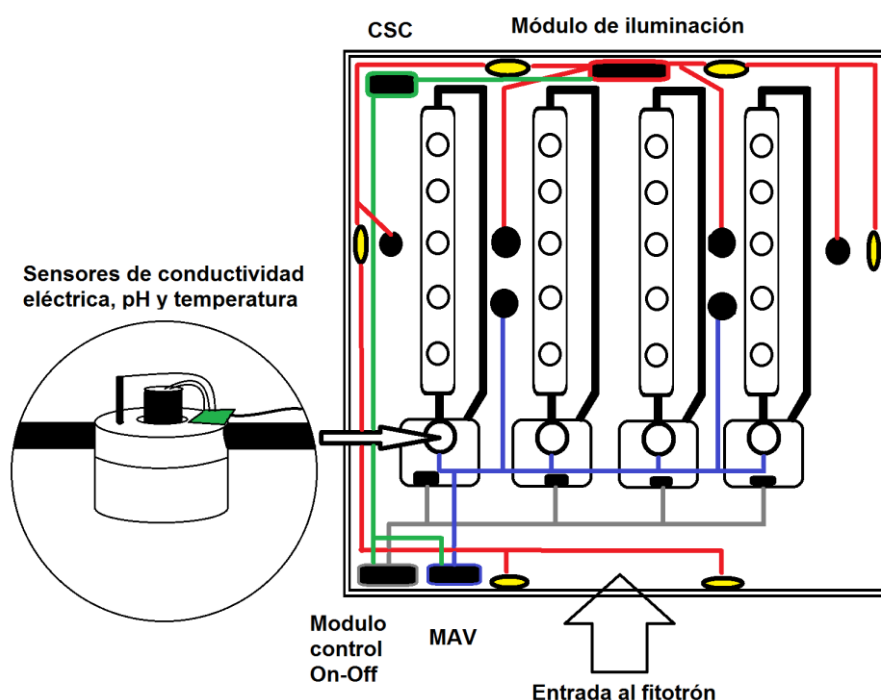 CSC
Módulo de iluminación
Sensores de conductividad
eléctrica, pH y temperatura
Modulo
control
On-Off
MAV
Entrada al fitotrón